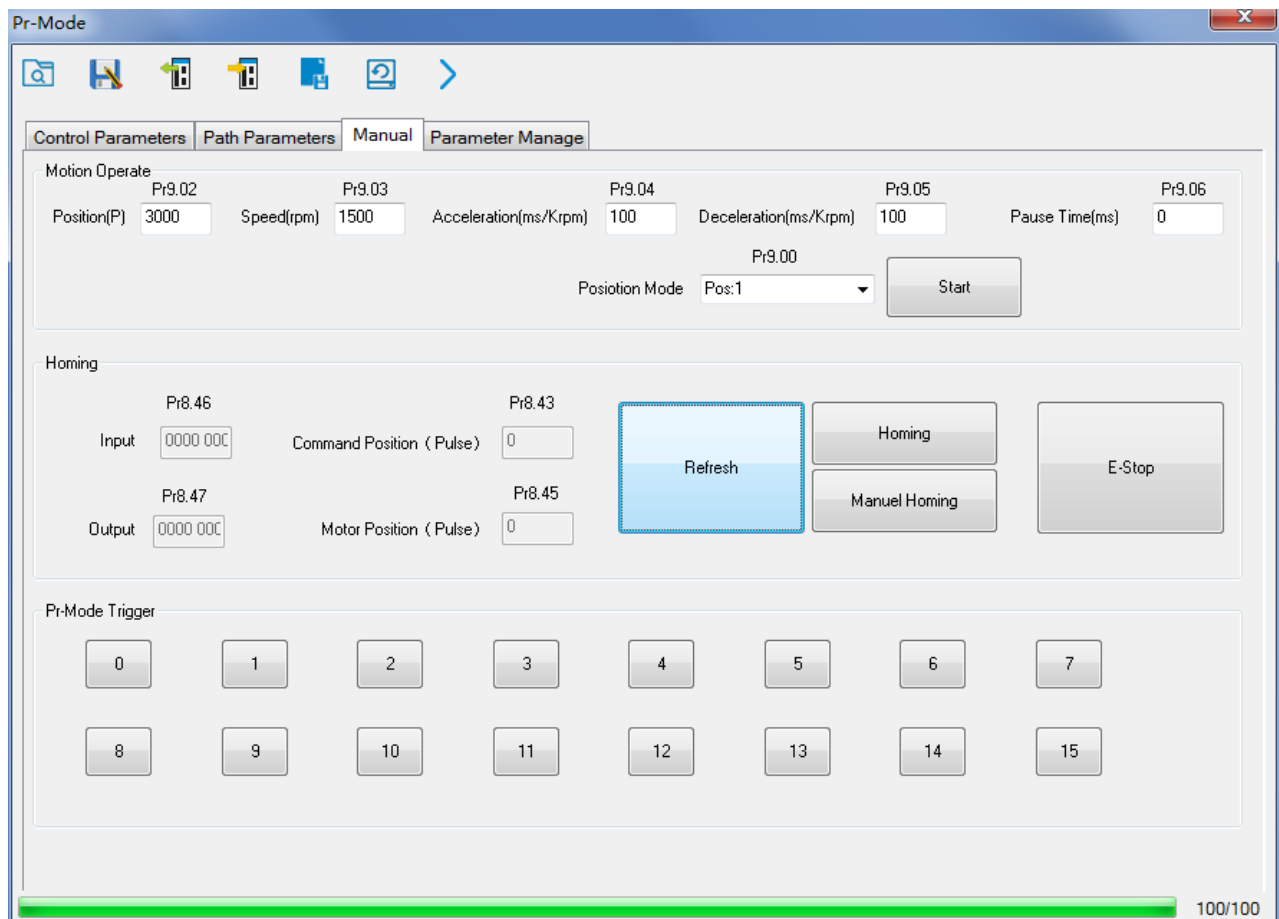 Pr-Mode
Control Parameters Path Parameters Manual Parameter Manage
Motion Operate
Pr9.02 Pr9.03 Pr9.04 Pr9.05 Pr9.06
Position(P) 3000 Speed(rpm) 1500 Acceleration(ms/Krpm) 100 Deceleration(ms/Krpm) 100 Pause Time(ms) 0
Pr9.00
Posiotion Mode Pos:1 Start
Homing
Pr8.46 Pr8.43
Input 0000 000 Command Position ( Pulse ) 0
Refresh Homing E-Stop
Manuel Homing
Pr8.47 Pr8.45
Output 0000 000 Motor Position ( Pulse ) 0
Pr-Mode Trigger
0 1 2 3 4 5 6 7
8 9 10 11 12 13 14 15
100/100